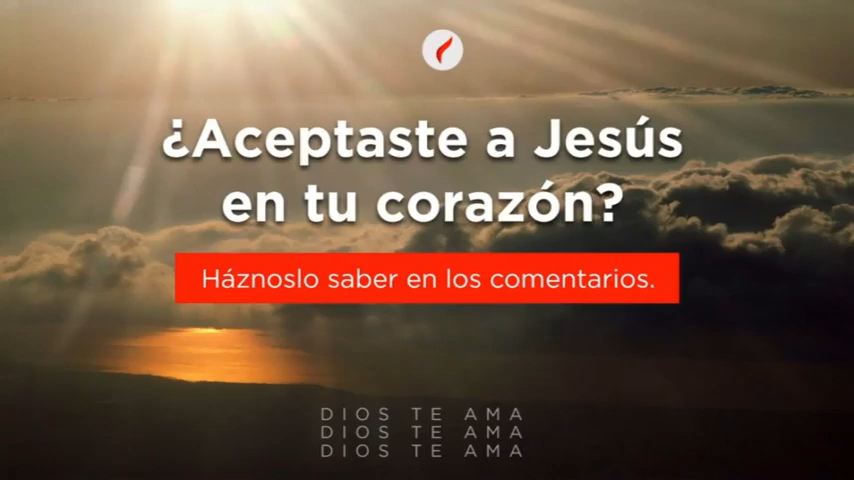 ¿Aceptaste a Jesús
en tu corazón?
Háznoslo saber en los comentarios.
DIOS TE AMA
DIOS TE AMA
DIOS TE AMA